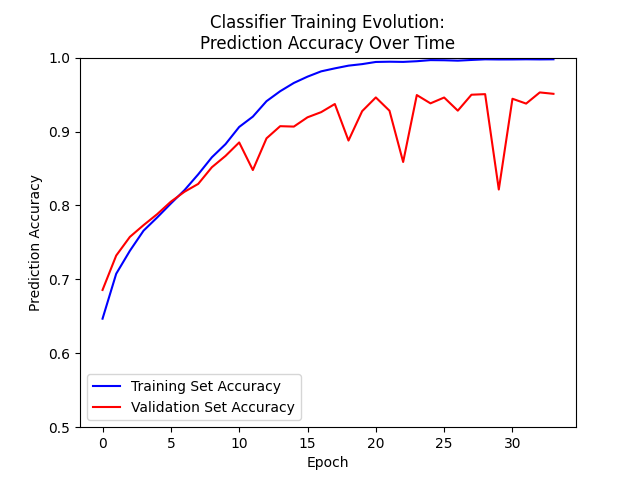 Classifier Training Evolution:
Prediction Accuracy Over Time
Prediction Accuracy
1.0
0.9
0.8
0.7
0.6
0.5
Training Set Accuracy
Validation Set Accuracy
0 5 10 15 20 25 30
Epoch